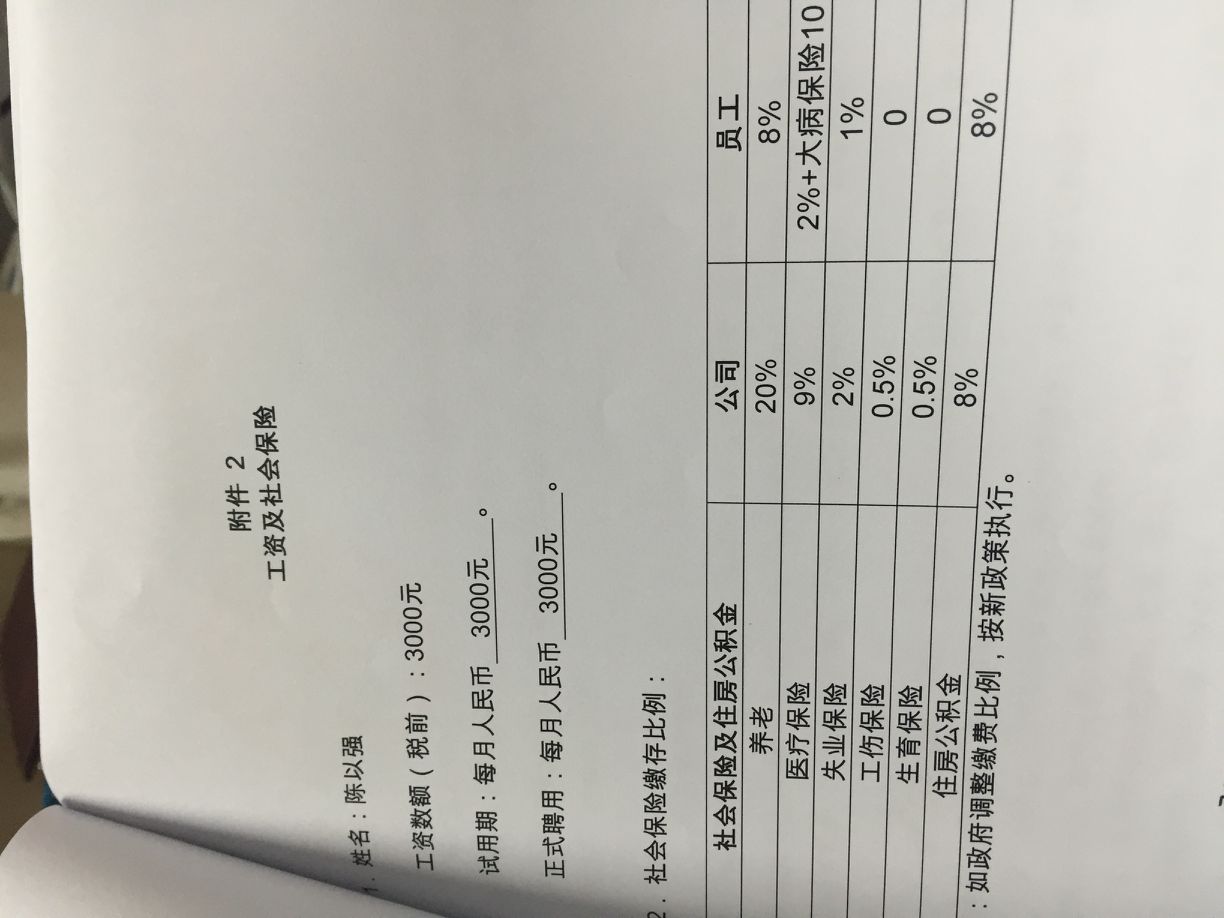 附件 2
工资及社会保险
1. 姓名：陈以强
工资数额（税前）：3000元
试用期：每月人民币 3000元 。
正式聘用：每月人民币 3000元 。
2. 社会保险缴存比例：
社会保险及住房公积金 公司 员工
养老 20% 8%
医疗保险 9% 2%+大病保险10
失业保险 2% 1%
工伤保险 0.5% 0
生育保险 0.5% 0
住房公积金 8% 8%
：如政府调整缴费比例，按新政策执行。